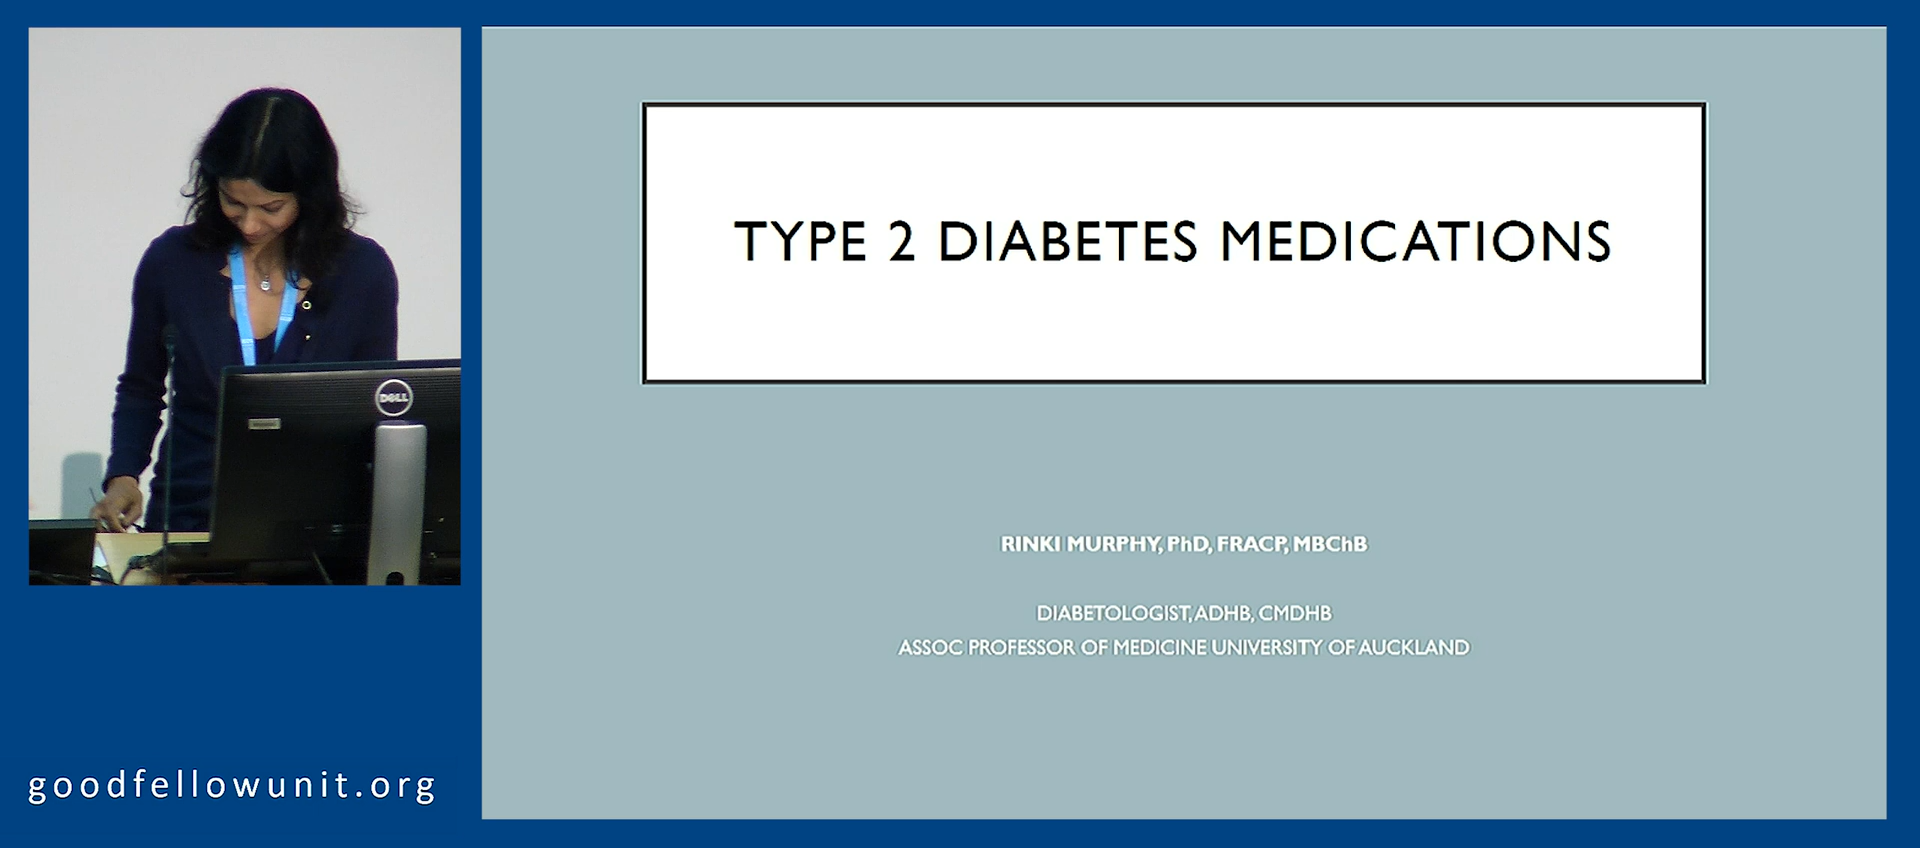 DELL
TYPE 2 DIABETES MEDICATIONS
RINKI MURPHY, PhD, FRACP, MBChB
DIABETOLOGIST, ADHB, CMDHB
ASSOC PROFESSOR OF MEDICINE UNIVERSITY OF AUCKLAND
goodfellowunit.org